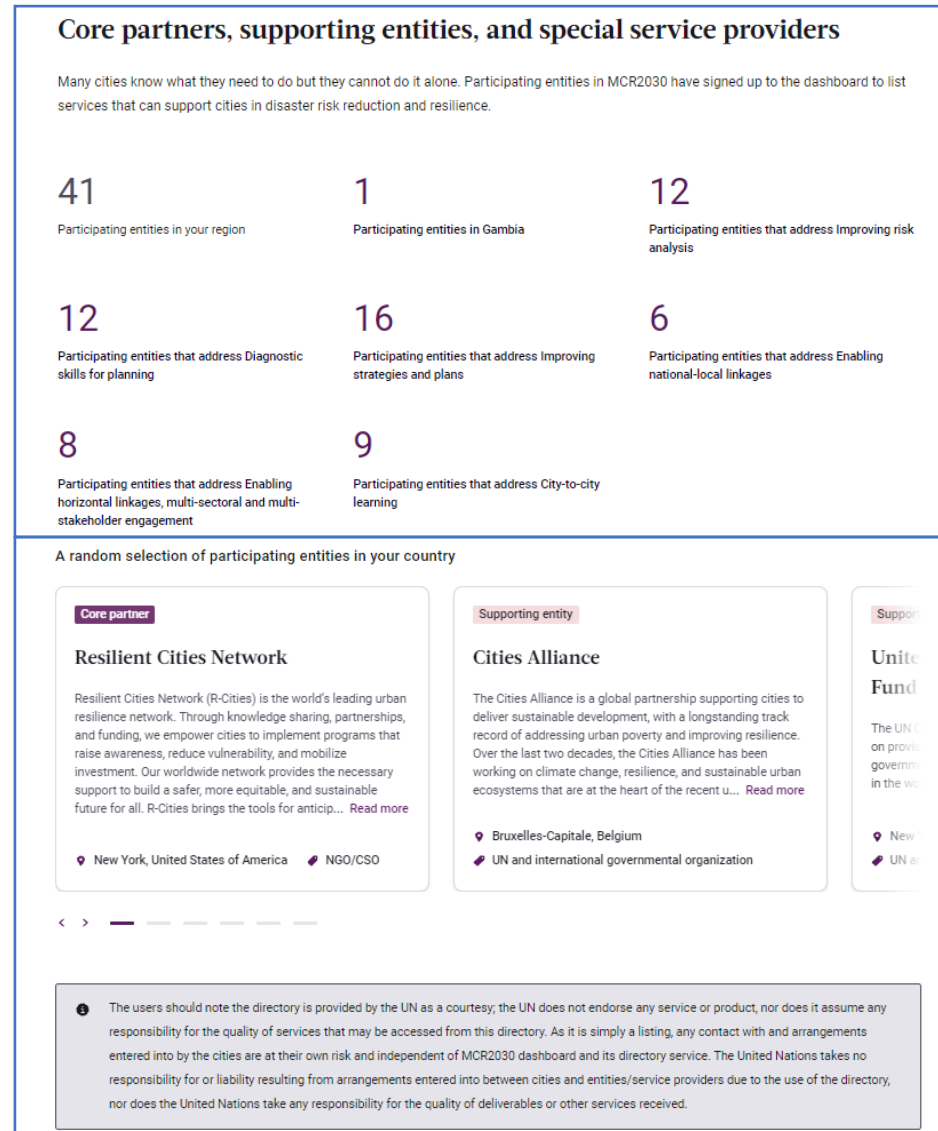 Core partners, supporting entities, and special service providers
Many cities know what they need to do but they cannot do it alone. Participating entities in MCR2030 have signed up to the dashboard to list
services that can support cities in disaster risk reduction and resilience.
41
Participating entities in your region
1
Participating entities in Gambia
12
Participating entities that address Improving risk
analysis
12
Participating entities that address Diagnostic
skills for planning
16
Participating entities that address Improving
strategies and plans
6
Participating entities that address Enabling
national-local linkages
8
Participating entities that address Enabling
horizontal linkages, multi-sectoral and multi-
stakeholder engagement
9
Participating entities that address City-to-city
learning
A random selection of participating entities in your country
Core partner
Resilient Cities Network
Resilient Cities Network (R-Cities) is the world's leading urban
resilience network. Through knowledge sharing, partnerships,
and funding, we empower cities to implement programs that
raise awareness, reduce vulnerability, and mobilize
investment. Our worldwide network provides the necessary
support to build a safer, more equitable, and sustainable
future for all. R-Cities brings the tools for anticip... Read more
New York, United States of America NGO/CSO
Supporting entity
Cities Alliance
The Cities Alliance is a global partnership supporting cities to
deliver sustainable development, with a longstanding track
record of addressing urban poverty and improving resilience.
Over the last two decades, the Cities Alliance has been
working on climate change, resilience, and sustainable urban
ecosystems that are at the heart of the recent u... Read more
Bruxelles-Capitale, Belgium
UN and international governmental organization
Suppor
Unite
Fund
The UN C
on provi
governm
in the wo
New
UN a
The users should note the directory is provided by the UN as a courtesy; the UN does not endorse any service or product, nor does it assume any
responsibility for the quality of services that may be accessed from this directory. As it is simply a listing, any contact with and arrangements
entered into by the cities are at their own risk and independent of MCR2030 dashboard and its directory service. The United Nations takes no
responsibility for or liability resulting from arrangements entered into between cities and entities/service providers due to the use of the directory,
nor does the United Nations take any responsibility for the quality of deliverables or other services received.